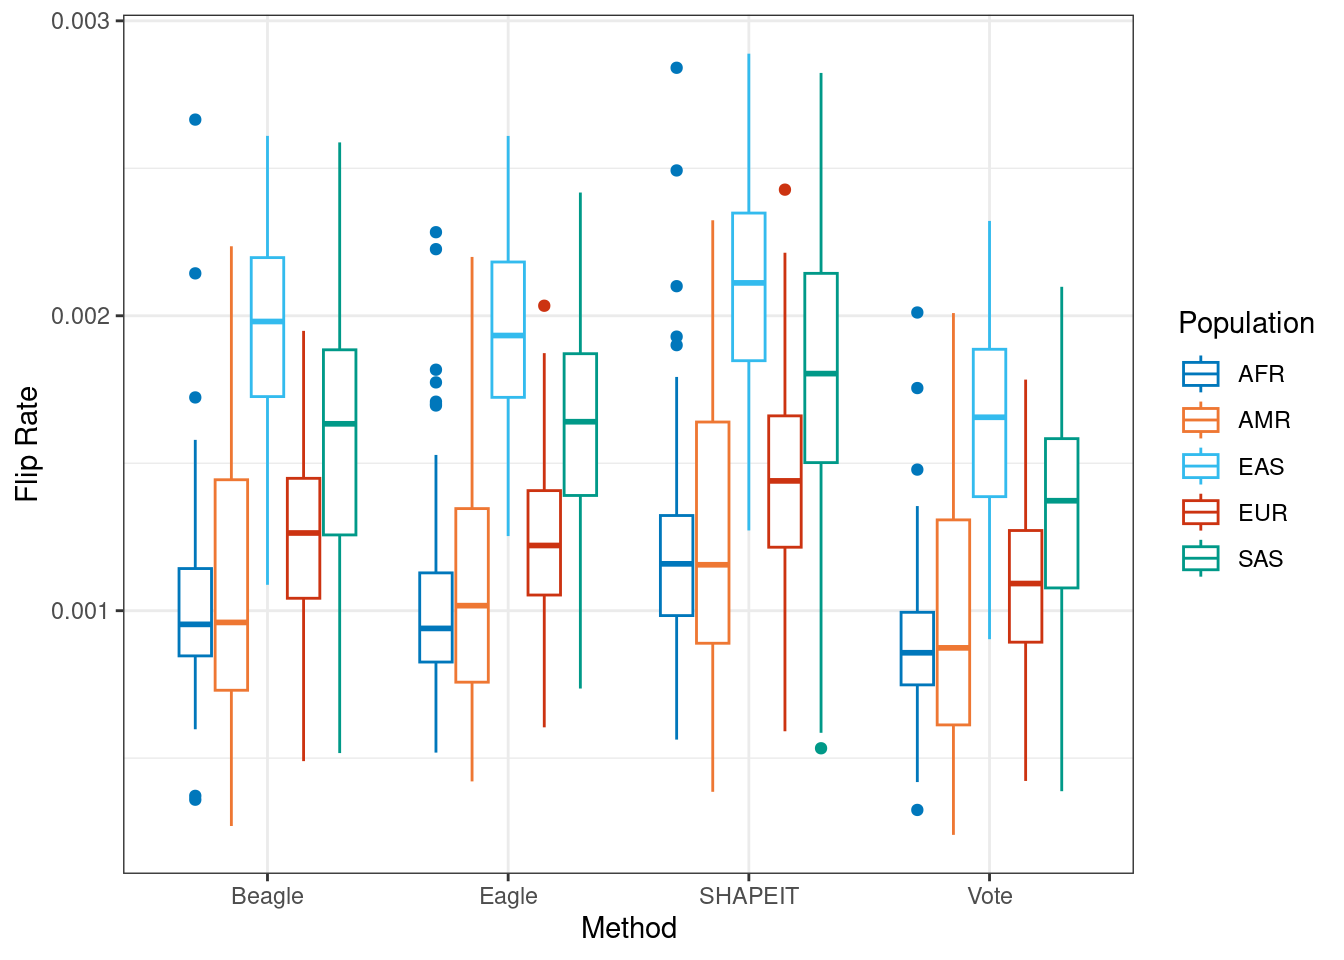 0.003
0.002
0.001
Flip Rate
Beagle
Eagle
SHAPEIT
Vote
Method
Population
AFR
AMR
EAS
EUR
SAS